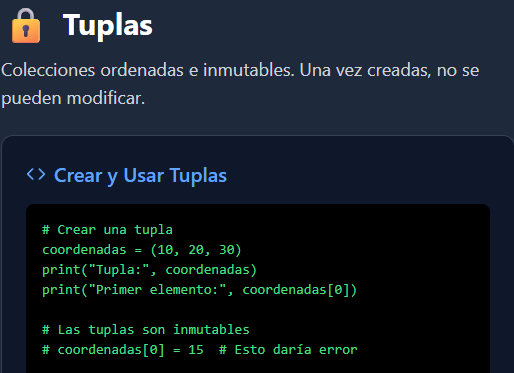 Tuplas
Colecciones ordenadas e inmutables. Una vez creadas, no se
pueden modificar.
<> Crear y Usar Tuplas
# Crear una tupla
coordenadas = (10, 20, 30)
print("Tupla:", coordenadas)
print("Primer elemento:", coordenadas[0])
# Las tuplas son inmutables
# coordenadas[0] = 15  # Esto daría error